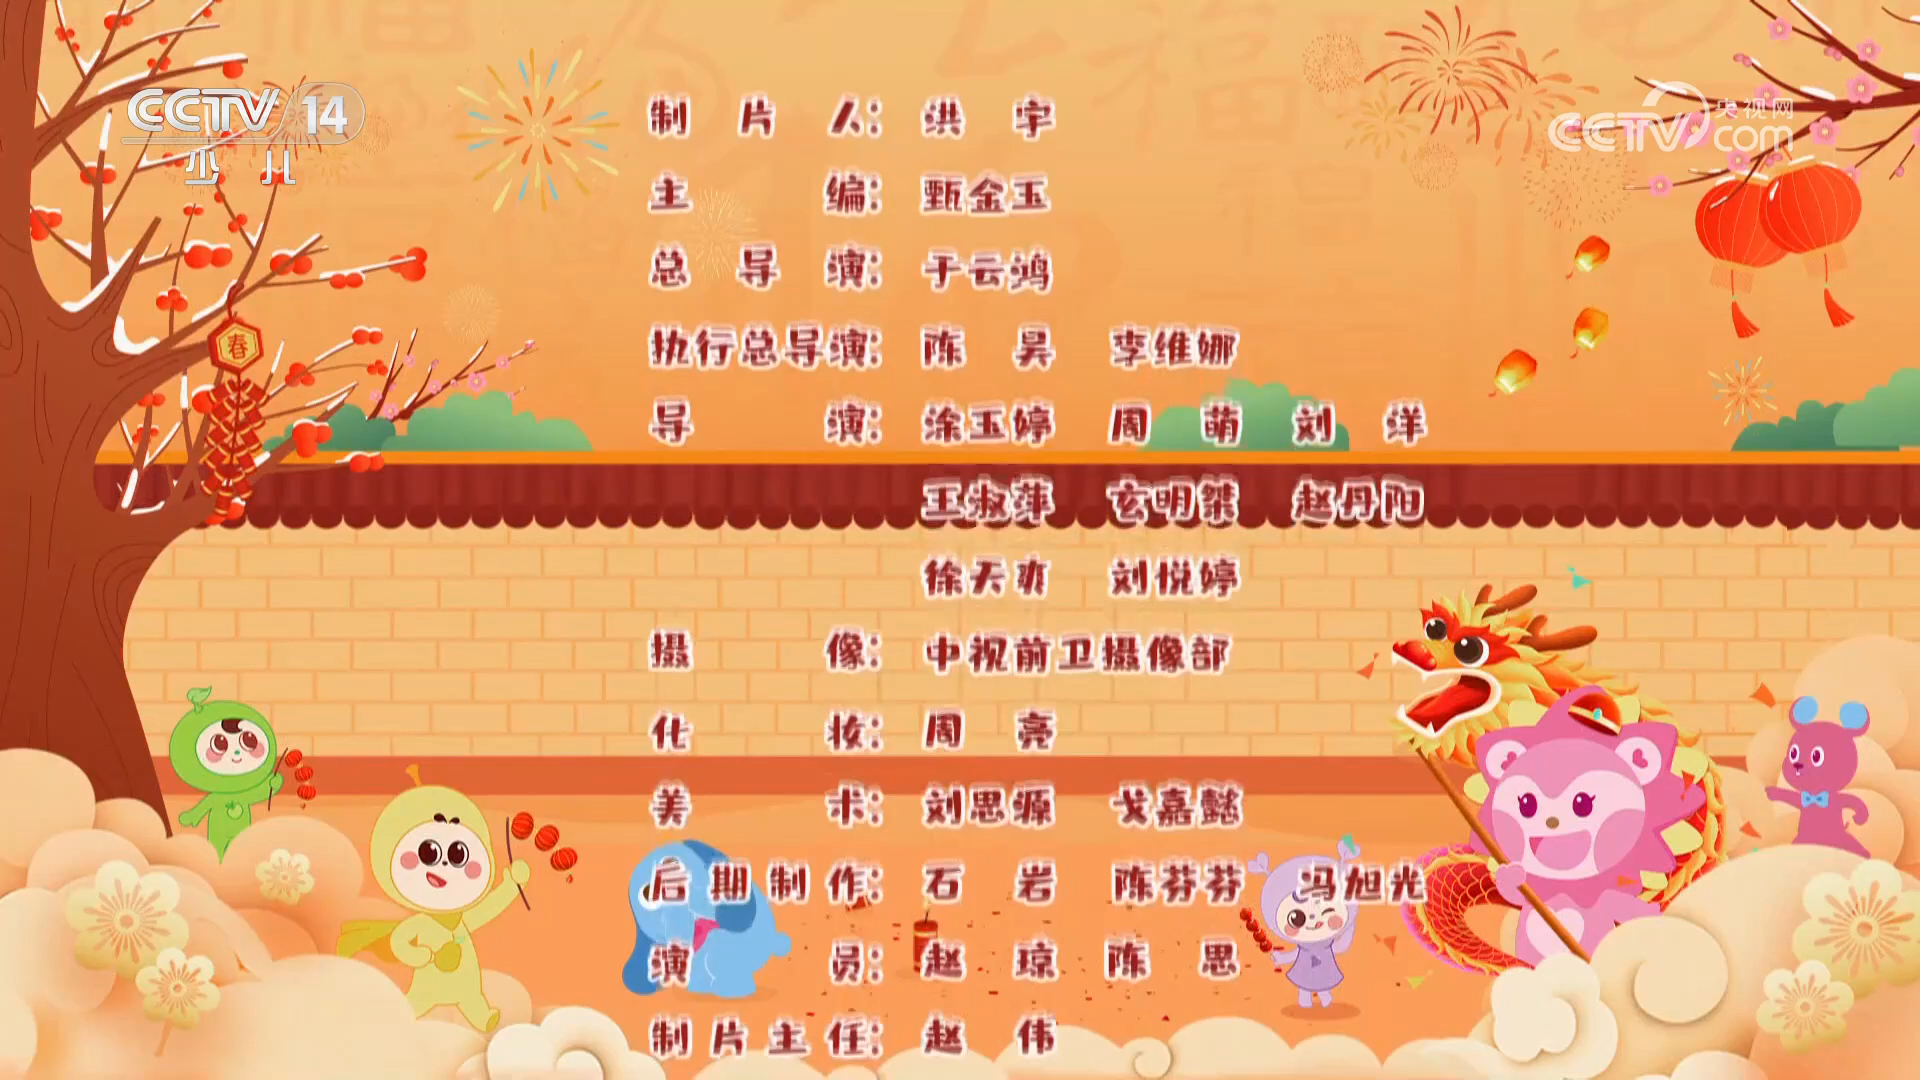 CCTV 14
少儿
央视网
CCTV.com
制片人：洪宇
主编：甄金玉
总导演：于云鸿
执行总导演：陈昊 李维娜
导演：涂玉婷 周萌 刘洋
王淑萍 玄明桀 赵丹阳
徐天爽 刘悦婷
摄像：中视前卫摄像部
化妆：周亮
美术：刘思源 戈嘉懿
后期制作：石岩 陈芬芬 冯旭光
演员：赵琼 陈思
制片主任：赵伟
春
福